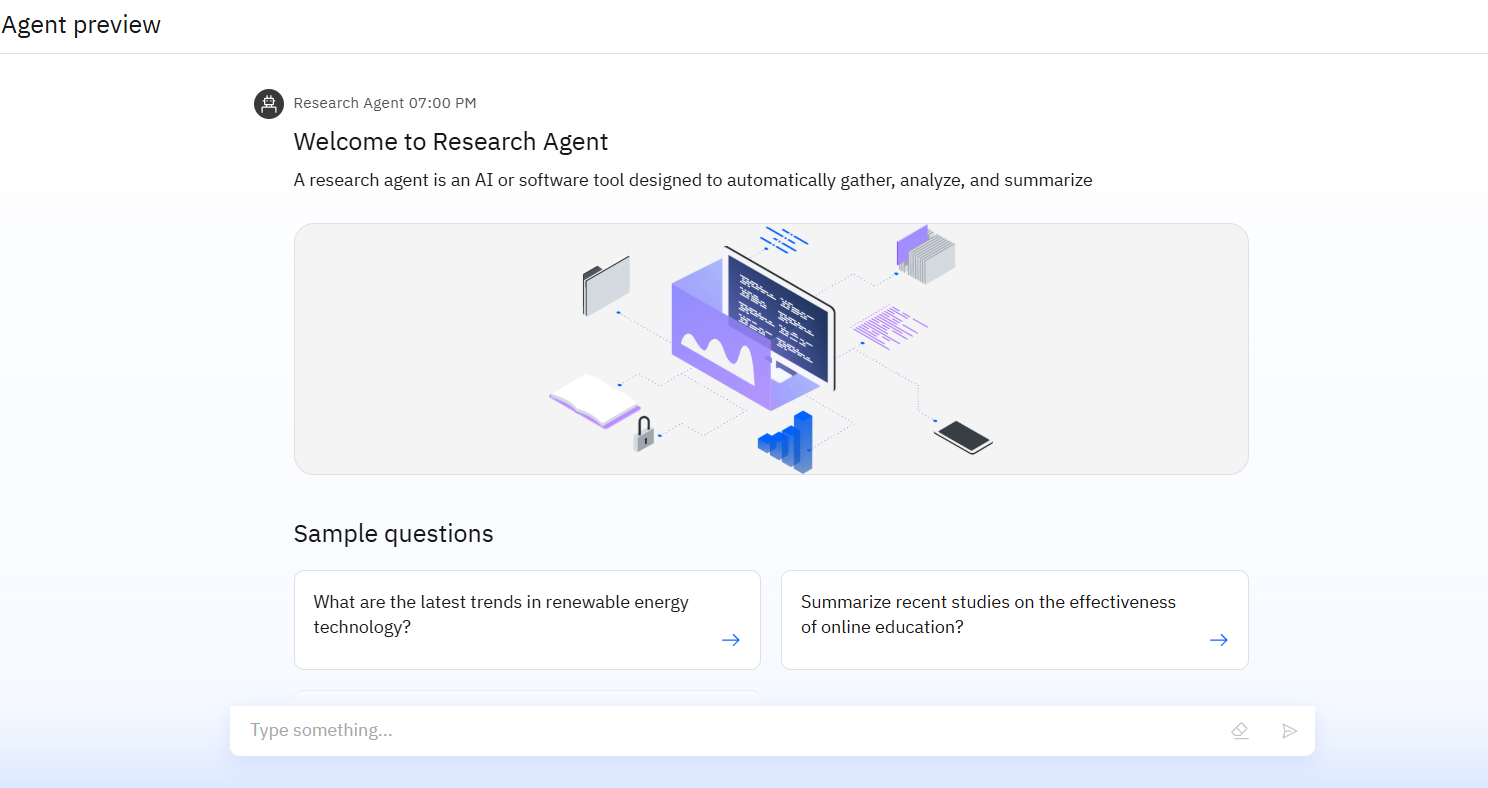 Agent preview
Research Agent 07:00 PM
Welcome to Research Agent
A research agent is an AI or software tool designed to automatically gather, analyze, and summarize
Sample questions
What are the latest trends in renewable energy
technology?
Summarize recent studies on the effectiveness
of online education?
Type something...